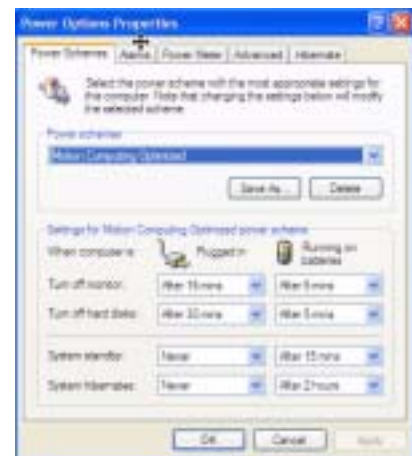 Power Options Properties
Power Schemes Alarms Power Meter Advanced Hibernate
Select the power scheme with the most appropriate settings for
this computer. Note that changing the settings below will modify
the selected scheme.
Power schemes
Motion Computing Optimized
Save As... Delete
Settings for Motion Computing Optimized power scheme
When computer is: Plugged in Running on
batteries
Turn off monitor: After 15 mins After 5 mins
Turn off hard disks: After 30 mins After 5 mins
System standby: Never After 15 mins
System hibernates: Never After 2 hours
OK Cancel Apply